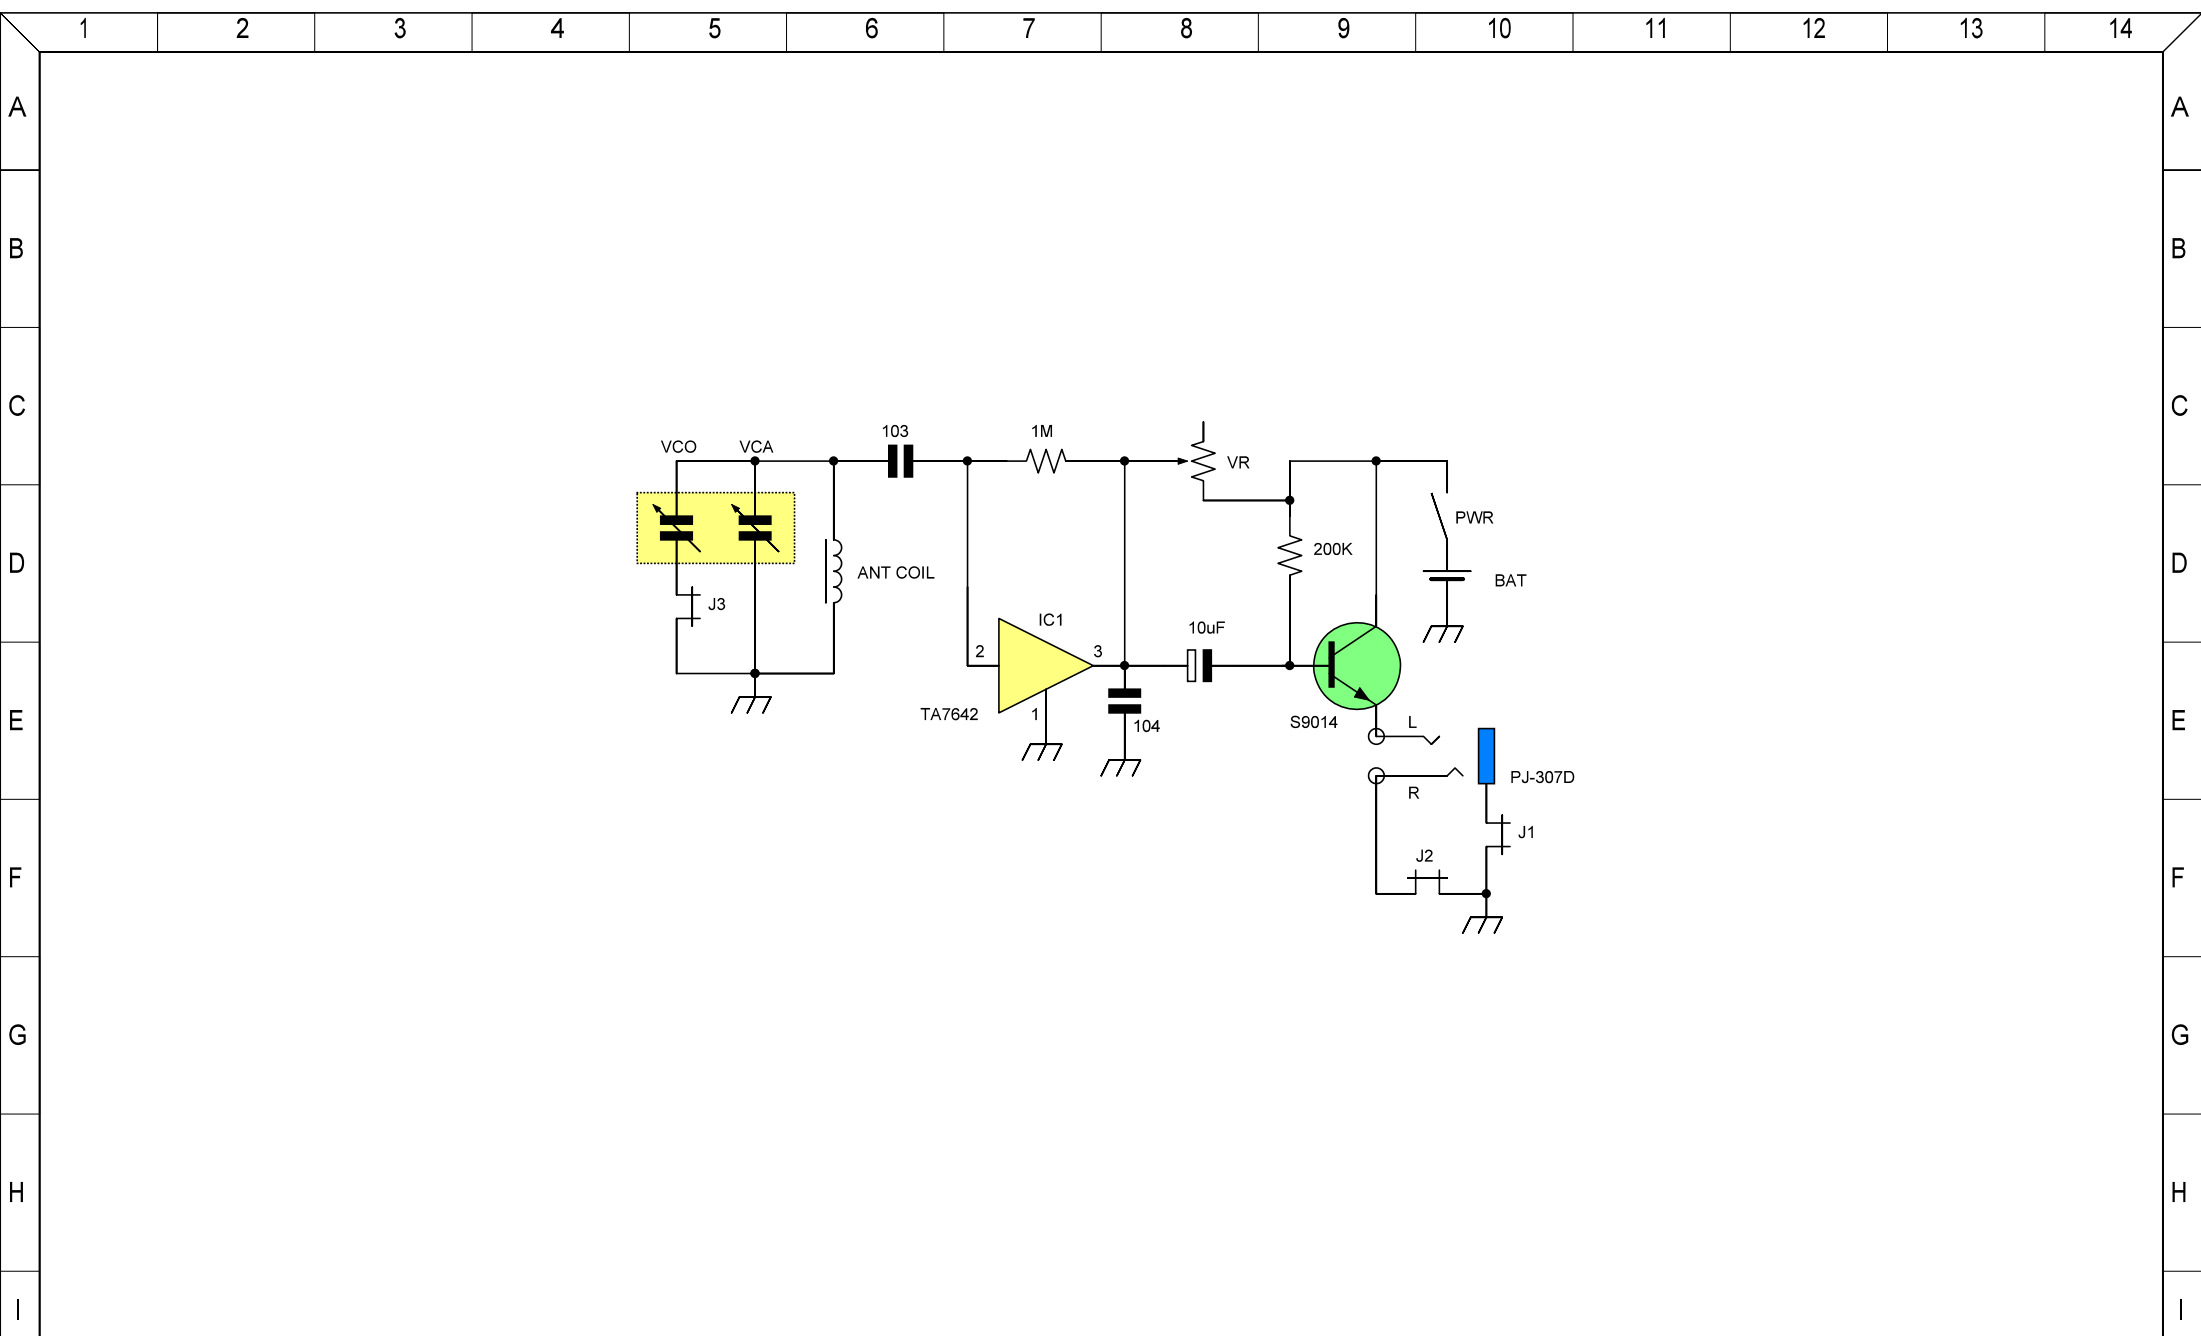 1 2 3 4 5 6 7 8 9 10 11 12 13 14
A A
B B
C C
103 1M
VCO VCA
VR
PWR
200K
D D
ANT COIL
BAT
J3
IC1
10uF
2 3
TA7642 1
104
S9014 L
E E
PJ-307D
R
J1
J2
F F
G G
H H
I I